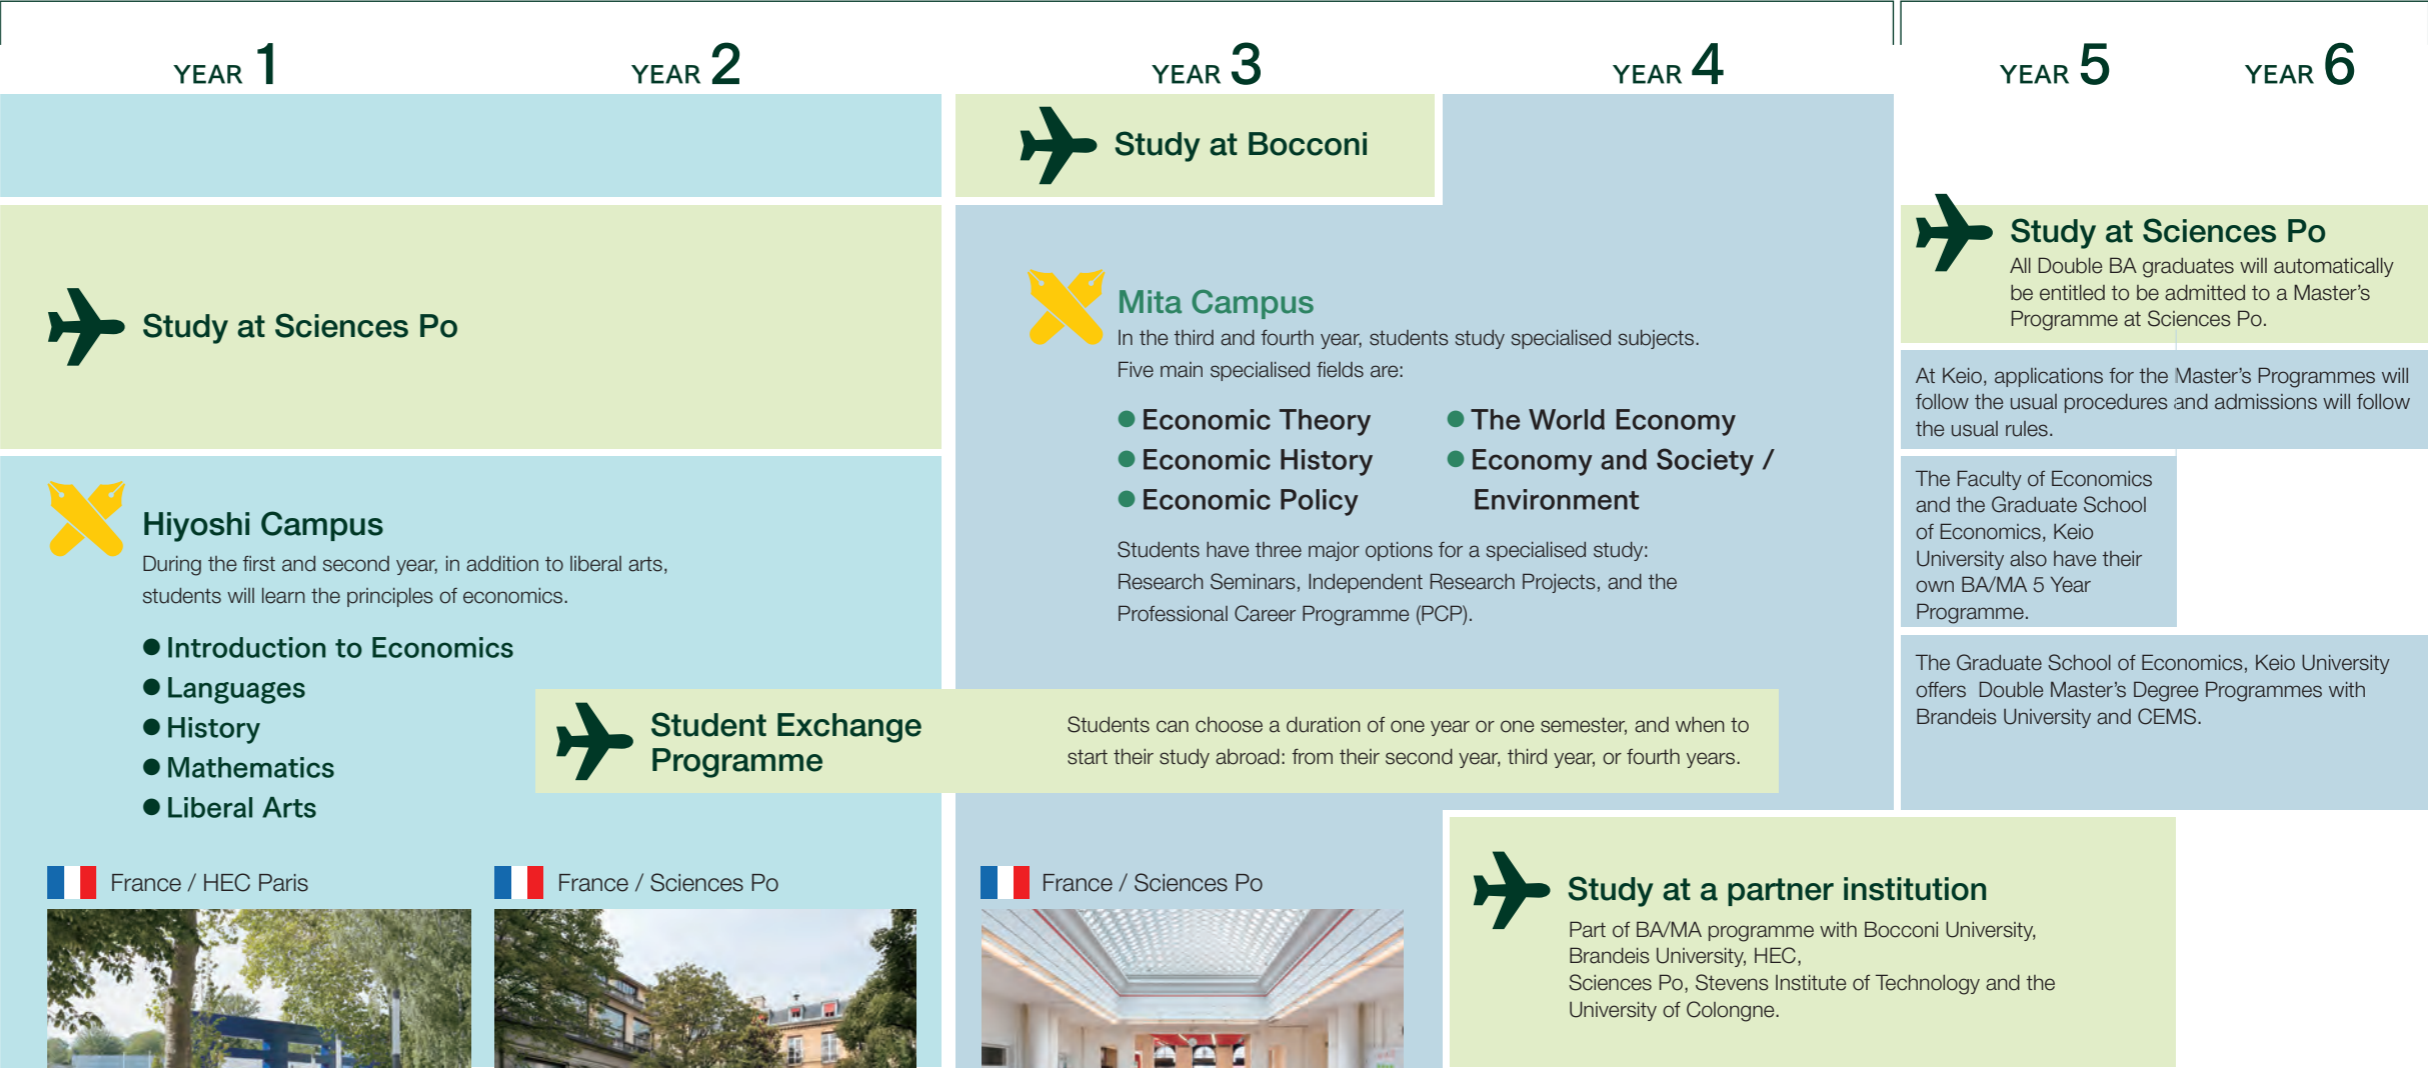 YEAR 1
YEAR 2
YEAR 3
YEAR 4
YEAR 5
YEAR 6
Study at Bocconi
Study at Sciences Po
Hiyoshi Campus
During the first and second year, in addition to liberal arts,
students will learn the principles of economics.
● Introduction to Economics
● Languages
● History
● Mathematics
● Liberal Arts
Mita Campus
In the third and fourth year, students study specialised subjects.
Five main specialised fields are:
● Economic Theory
● Economic History
● Economic Policy
● The World Economy
● Economy and Society /
Environment
Students have three major options for a specialised study:
Research Seminars, Independent Research Projects, and the
Professional Career Programme (PCP).
Student Exchange
Programme
Students can choose a duration of one year or one semester, and when to
start their study abroad: from their second year, third year, or fourth years.
France / HEC Paris
France / Sciences Po
France / Sciences Po
Study at Sciences Po
All Double BA graduates will automatically
be entitled to be admitted to a Master's
Programme at Sciences Po.
At Keio, applications for the Master's Programmes will
follow the usual procedures and admissions will follow
the usual rules.
The Faculty of Economics
and the Graduate School
of Economics, Keio
University also have their
own BA/MA 5 Year
Programme.
The Graduate School of Economics, Keio University
offers Double Master's Degree Programmes with
Brandeis University and CEMS.
Study at a partner institution
Part of BA/MA programme with Bocconi University,
Brandeis University, HEC,
Sciences Po, Stevens Institute of Technology and the
University of Colongne.